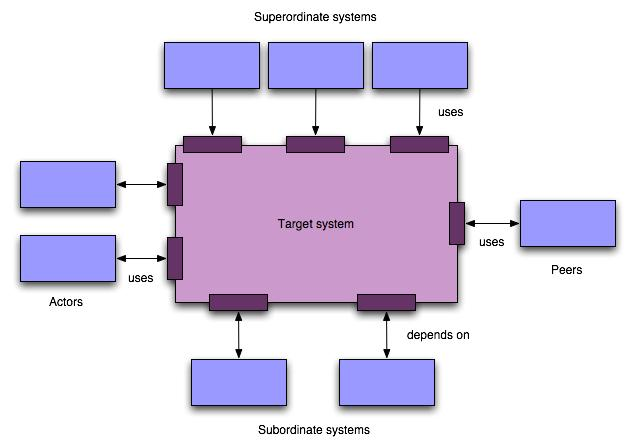 Superordinate systems
uses
Target system
uses
Peers
uses
Actors
depends on
Subordinate systems